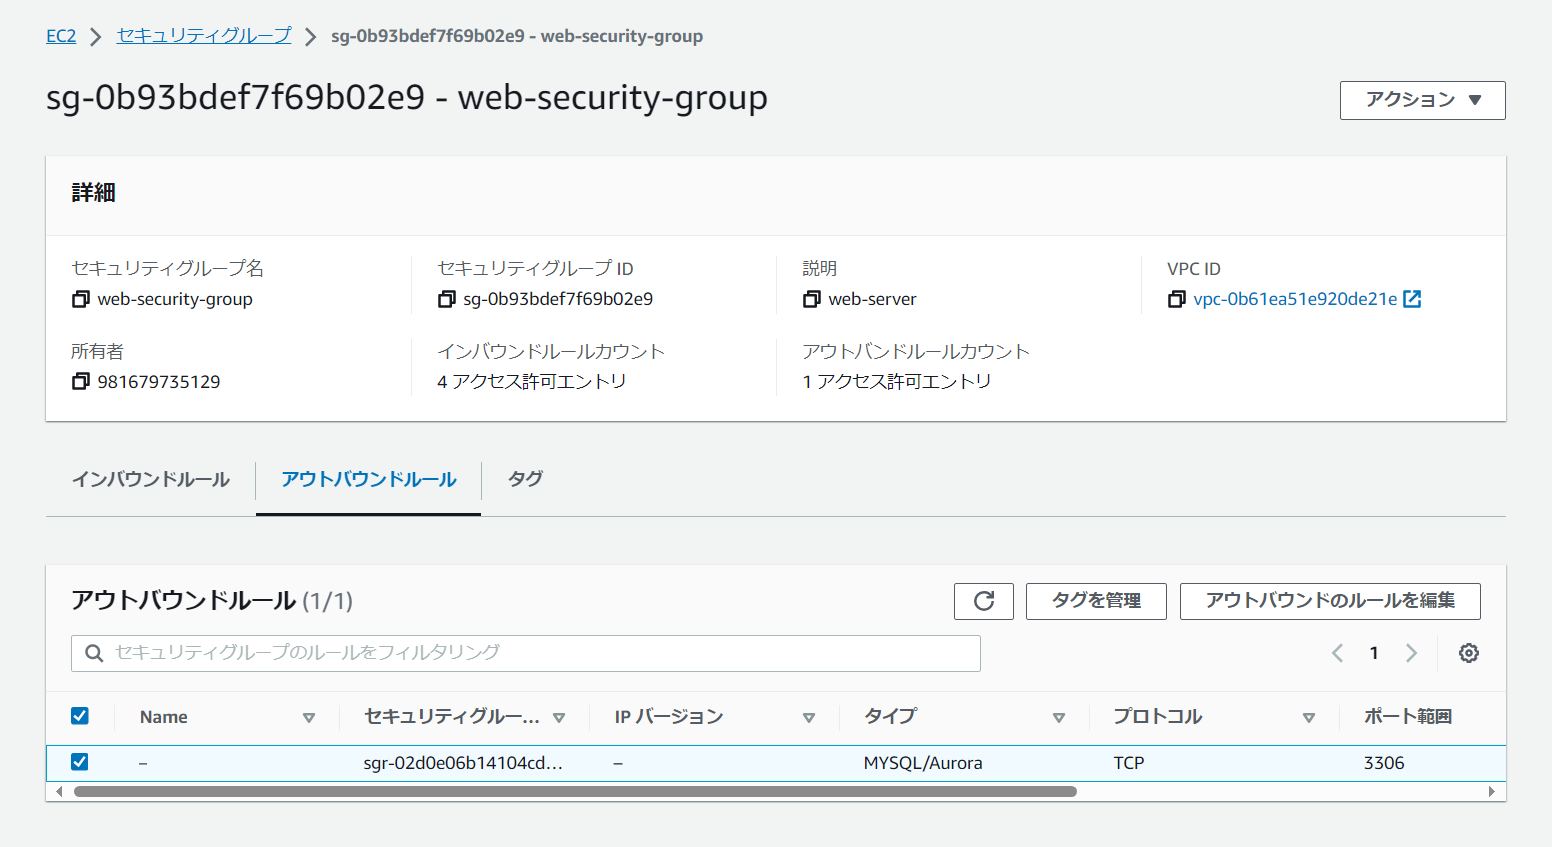 EC2 > セキュリティグループ > sg-0b93bdef7f69b02e9 - web-security-group
sg-0b93bdef7f69b02e9 - web-security-group
アクション
詳細
セキュリティグループ名 セキュリティグループ ID 説明 VPC ID
web-security-group sg-0b93bdef7f69b02e9 web-server vpc-0b61ea51e920de21e
所有者 インバウンドルールカウント アウトバンドルールカウント
981679735129 4 アクセス許可エントリ 1 アクセス許可エントリ
インバウンドルール アウトバウンドルール タグ
アウトバウンドルール (1/1) タグを管理 アウトバウンドのルールを編集
セキュリティグループのルールをフィルタリング 1
Name セキュリティグルー... IP バージョン タイプ プロトコル ポート範囲
– sgr-02d0e06b14104cd... – MYSQL/Aurora TCP 3306